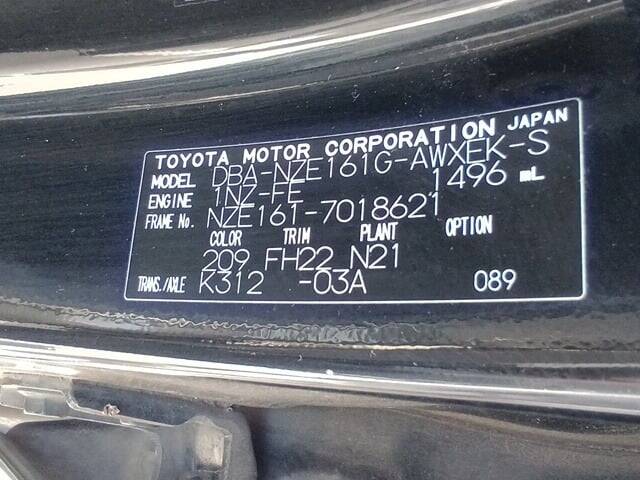 TOYOTA MOTOR CORPORATION JAPAN
MODEL DBA-NZE161G-AWXEK-S
ENGINE 1NZ-FE 1496 mL
FRAME No. NZE161-7018621
COLOR TRIM PLANT OPTION
209 FH22 N21
TRANS./AXLE K312 -03A 089